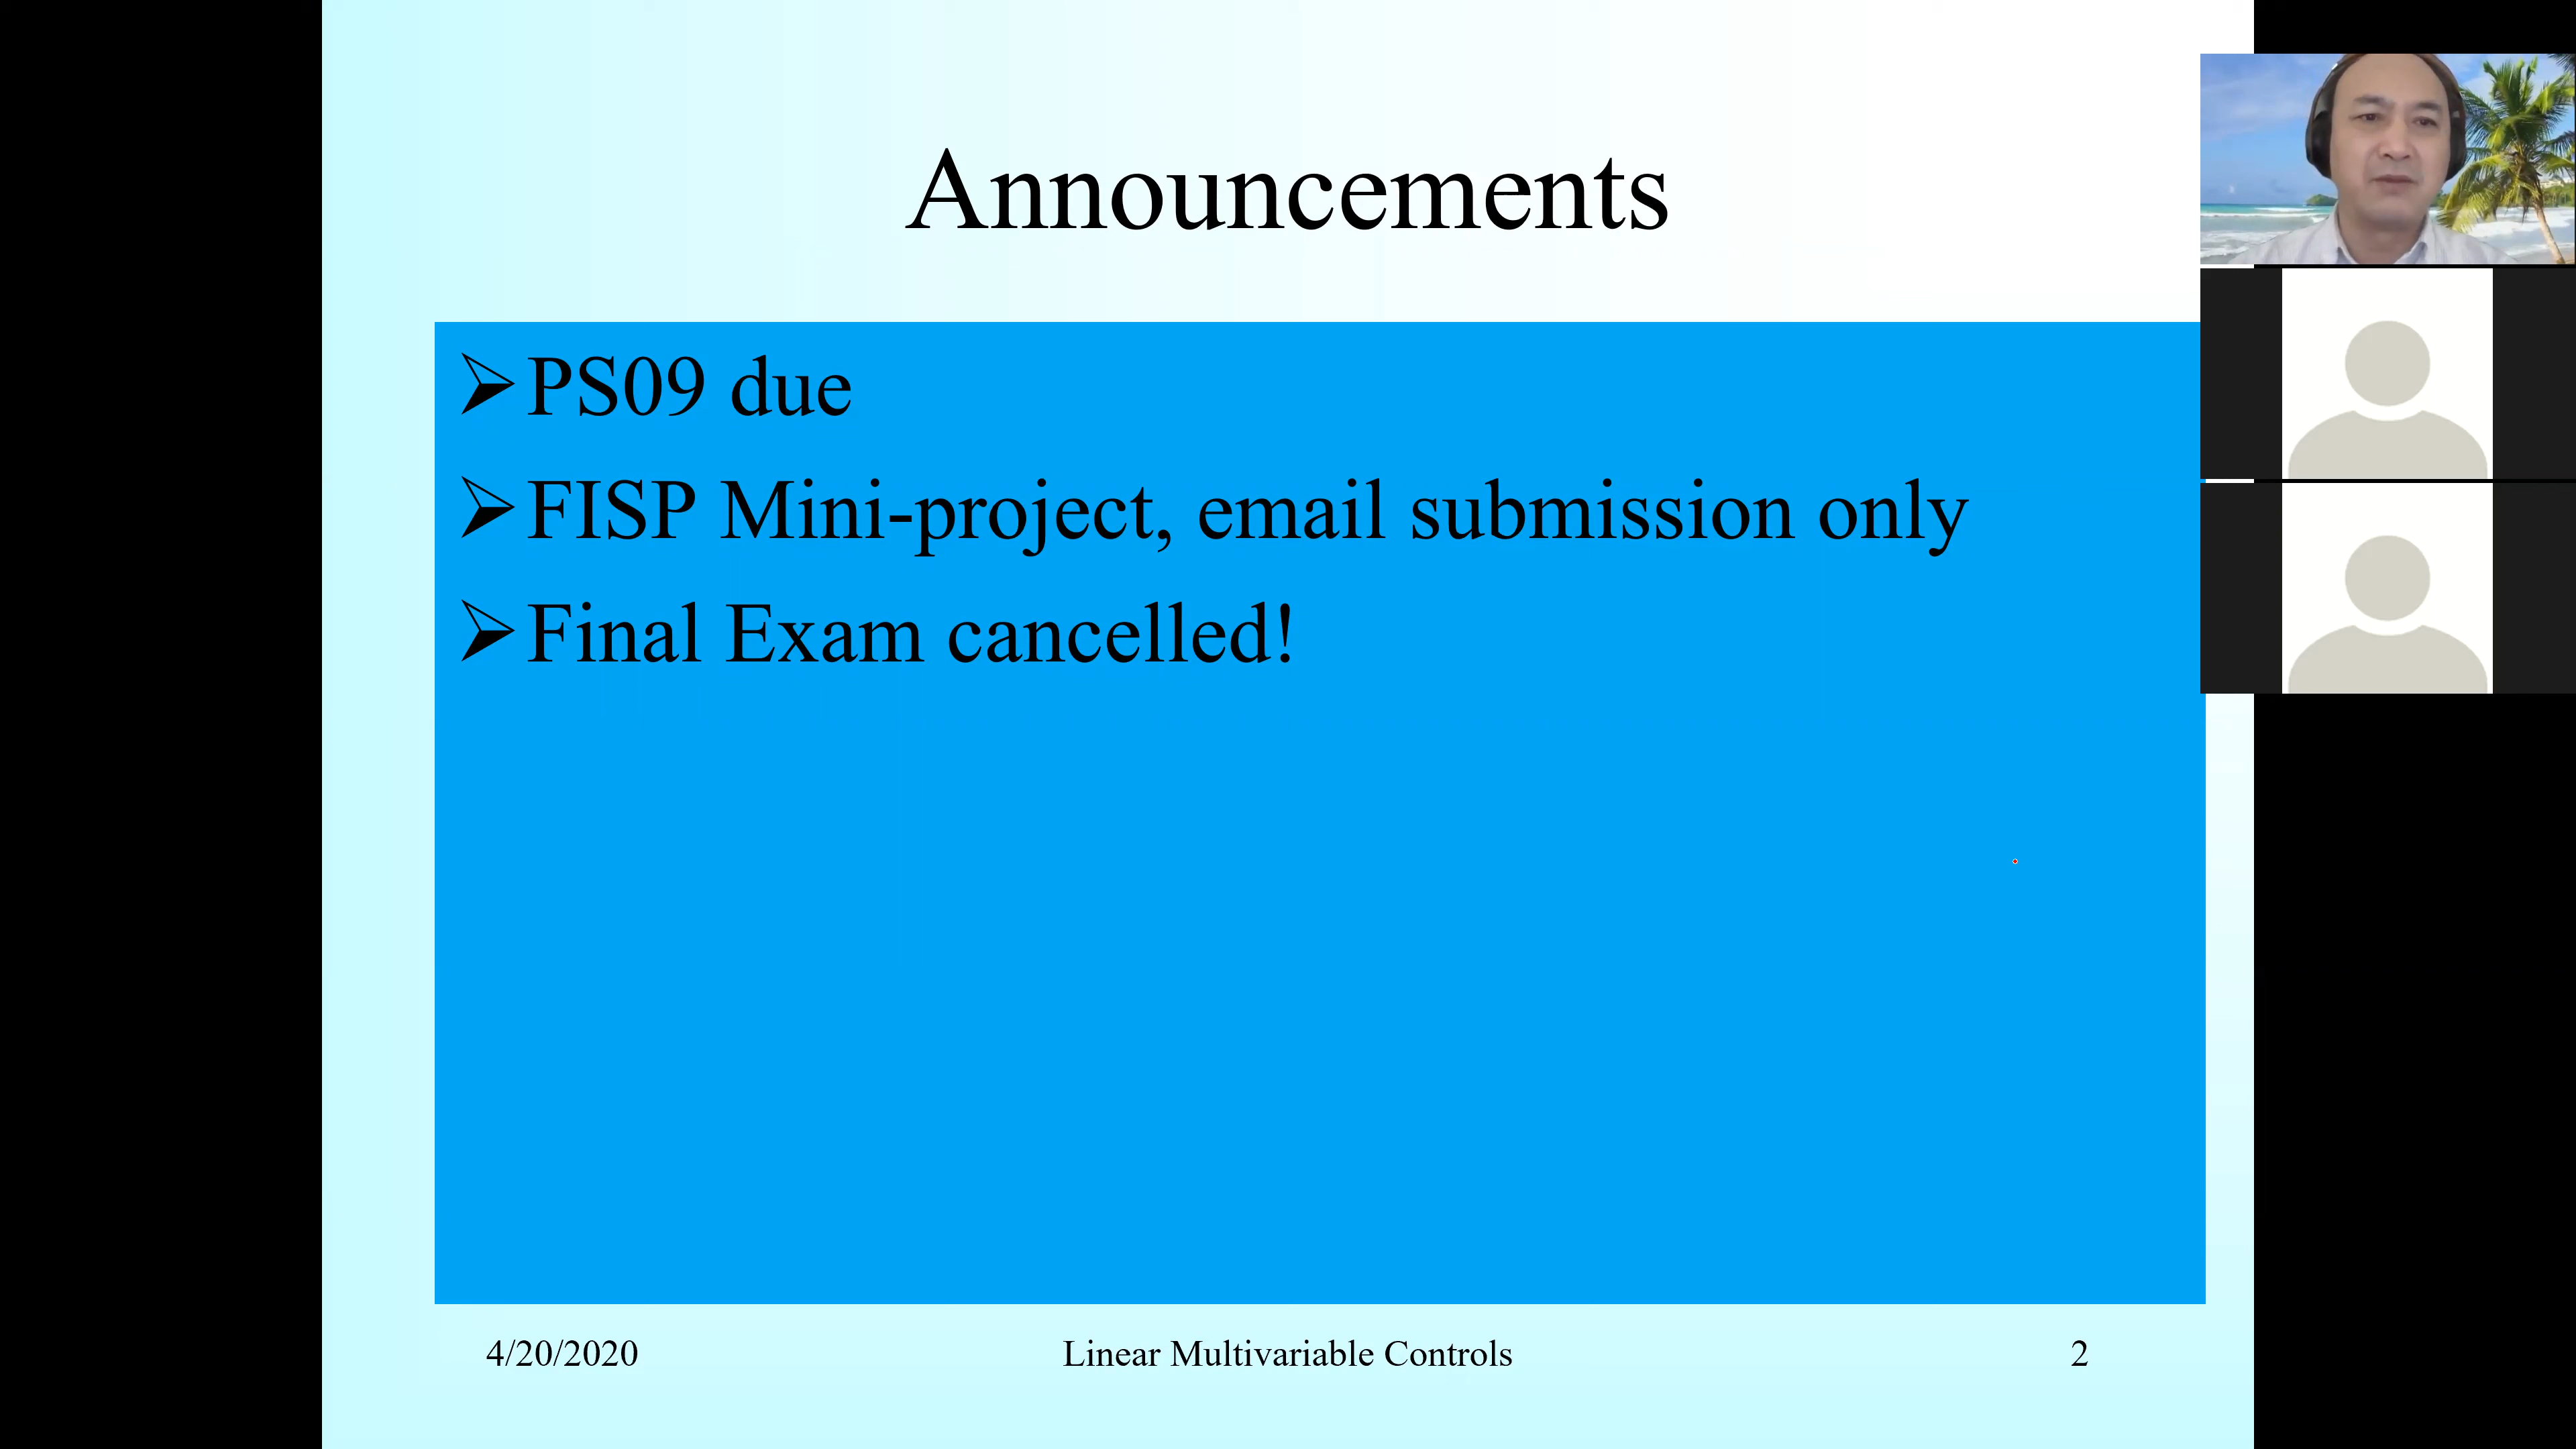 Announcements
➢PS09 due
➢FISP Mini-project, email submission only
➢Final Exam cancelled!
4/20/2020
Linear Multivariable Controls
2